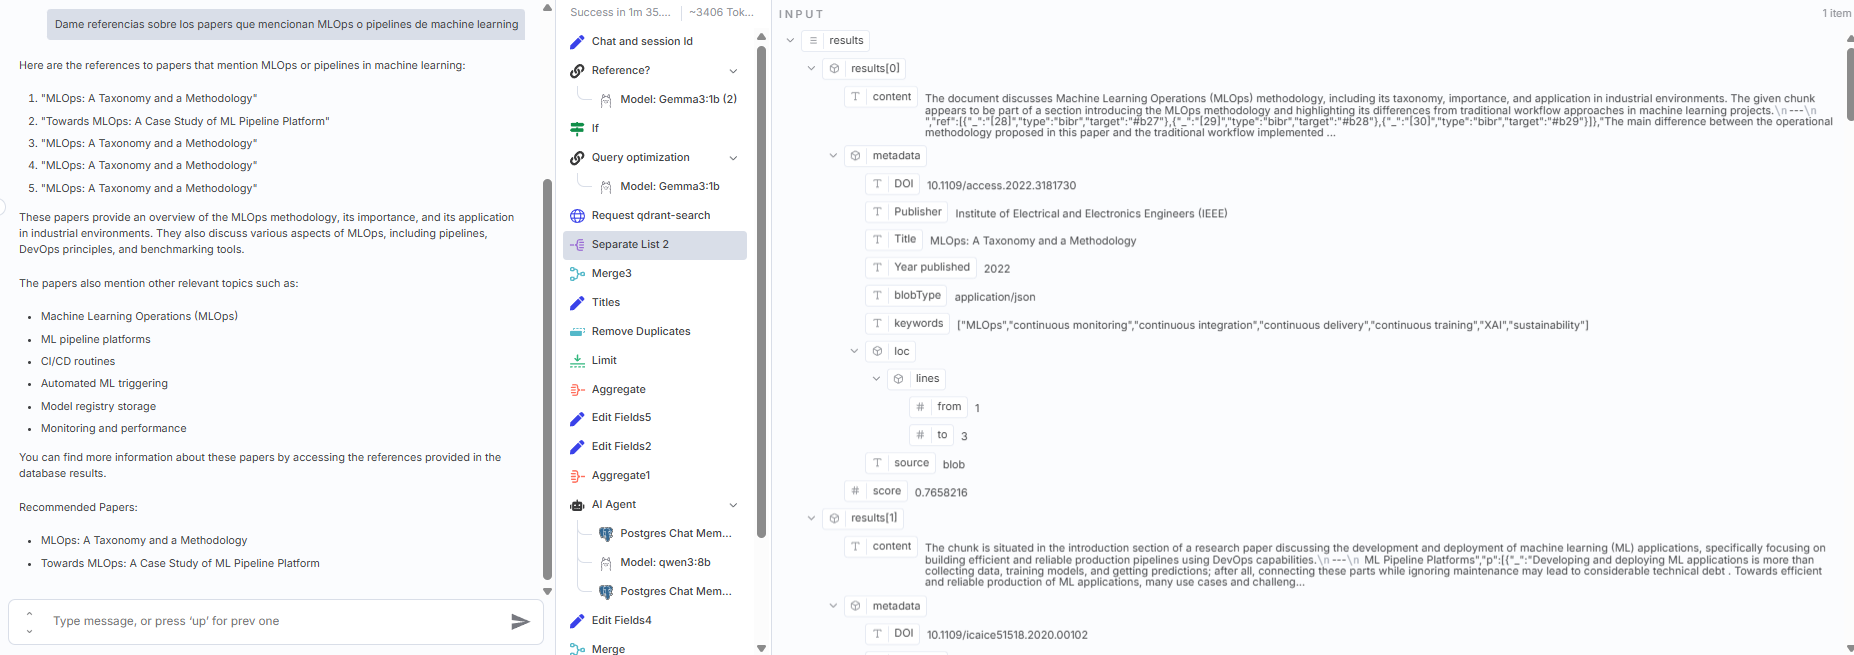 Dame referencias sobre los papers que mencionan MLOps o pipelines de machine learning
Here are the references to papers that mention MLOps or pipelines in machine learning:
1. "MLOps: A Taxonomy and a Methodology"
2. "Towards MLOps: A Case Study of ML Pipeline Platform"
3. "MLOps: A Taxonomy and a Methodology"
4. "MLOps: A Taxonomy and a Methodology"
5. "MLOps: A Taxonomy and a Methodology"
These papers provide an overview of the MLOps methodology, its importance, and its application
in industrial environments. They also discuss various aspects of MLOps, including pipelines,
DevOps principles, and benchmarking tools.
The papers also mention other relevant topics such as:
• Machine Learning Operations (MLOps)
• ML pipeline platforms
• CI/CD routines
• Automated ML triggering
• Model registry storage
• Monitoring and performance
You can find more information about these papers by accessing the references provided in the
database results.
Recommended Papers:
• MLOps: A Taxonomy and a Methodology
• Towards MLOps: A Case Study of ML Pipeline Platform
Type message, or press ‘up’ for prev one
Success in 1m 35.... ~3406 Tok...
Chat and session Id
Reference?
Model: Gemma3:1b (2)
If
Query optimization
Model: Gemma3:1b
Request qdrant-search
Separate List 2
Merge3
Titles
Remove Duplicates
Limit
Aggregate
Edit Fields5
Edit Fields2
Aggregate1
AI Agent
Postgres Chat Mem...
Model: qwen3:8b
Postgres Chat Mem...
Edit Fields4
Merge
INPUT 1 item
results
results[0]
T content The document discusses Machine Learning Operations (MLOps) methodology, including its taxonomy, importance, and application in industrial environments. The given chunk
appears to be part of a section introducing the MLOps methodology and highlighting its differences from traditional workflow approaches in machine learning projects.\n ---\n
","ref":[{"_":"[28]","type":"bibr","target":"#b27"},{"_":"[29]","type":"bibr","target":"#b28"},{"_":"[30]","type":"bibr","target":"#b29"}]},"The main difference between the operational
methodology proposed in this paper and the traditional workflow implemented ...
metadata
T DOI 10.1109/access.2022.3181730
T Publisher Institute of Electrical and Electronics Engineers (IEEE)
T Title MLOps: A Taxonomy and a Methodology
T Year published 2022
T blobType application/json
T keywords ["MLOps","continuous monitoring","continuous integration","continuous delivery","continuous training","XAI","sustainability"]
loc
lines
# from 1
# to 3
T source blob
# score 0.7658216
results[1]
T content The chunk is situated in the introduction section of a research paper discussing the development and deployment of machine learning (ML) applications, specifically focusing on
building efficient and reliable production pipelines using DevOps capabilities.\n ---\n ML Pipeline Platforms","p":[{"_":"Developing and deploying ML applications is more than
collecting data, training models, and getting predictions; after all, connecting these parts while ignoring maintenance may lead to considerable technical debt . Towards efficient
and reliable production of ML applications, many use cases and challeng...
metadata
T DOI 10.1109/icaice51518.2020.00102